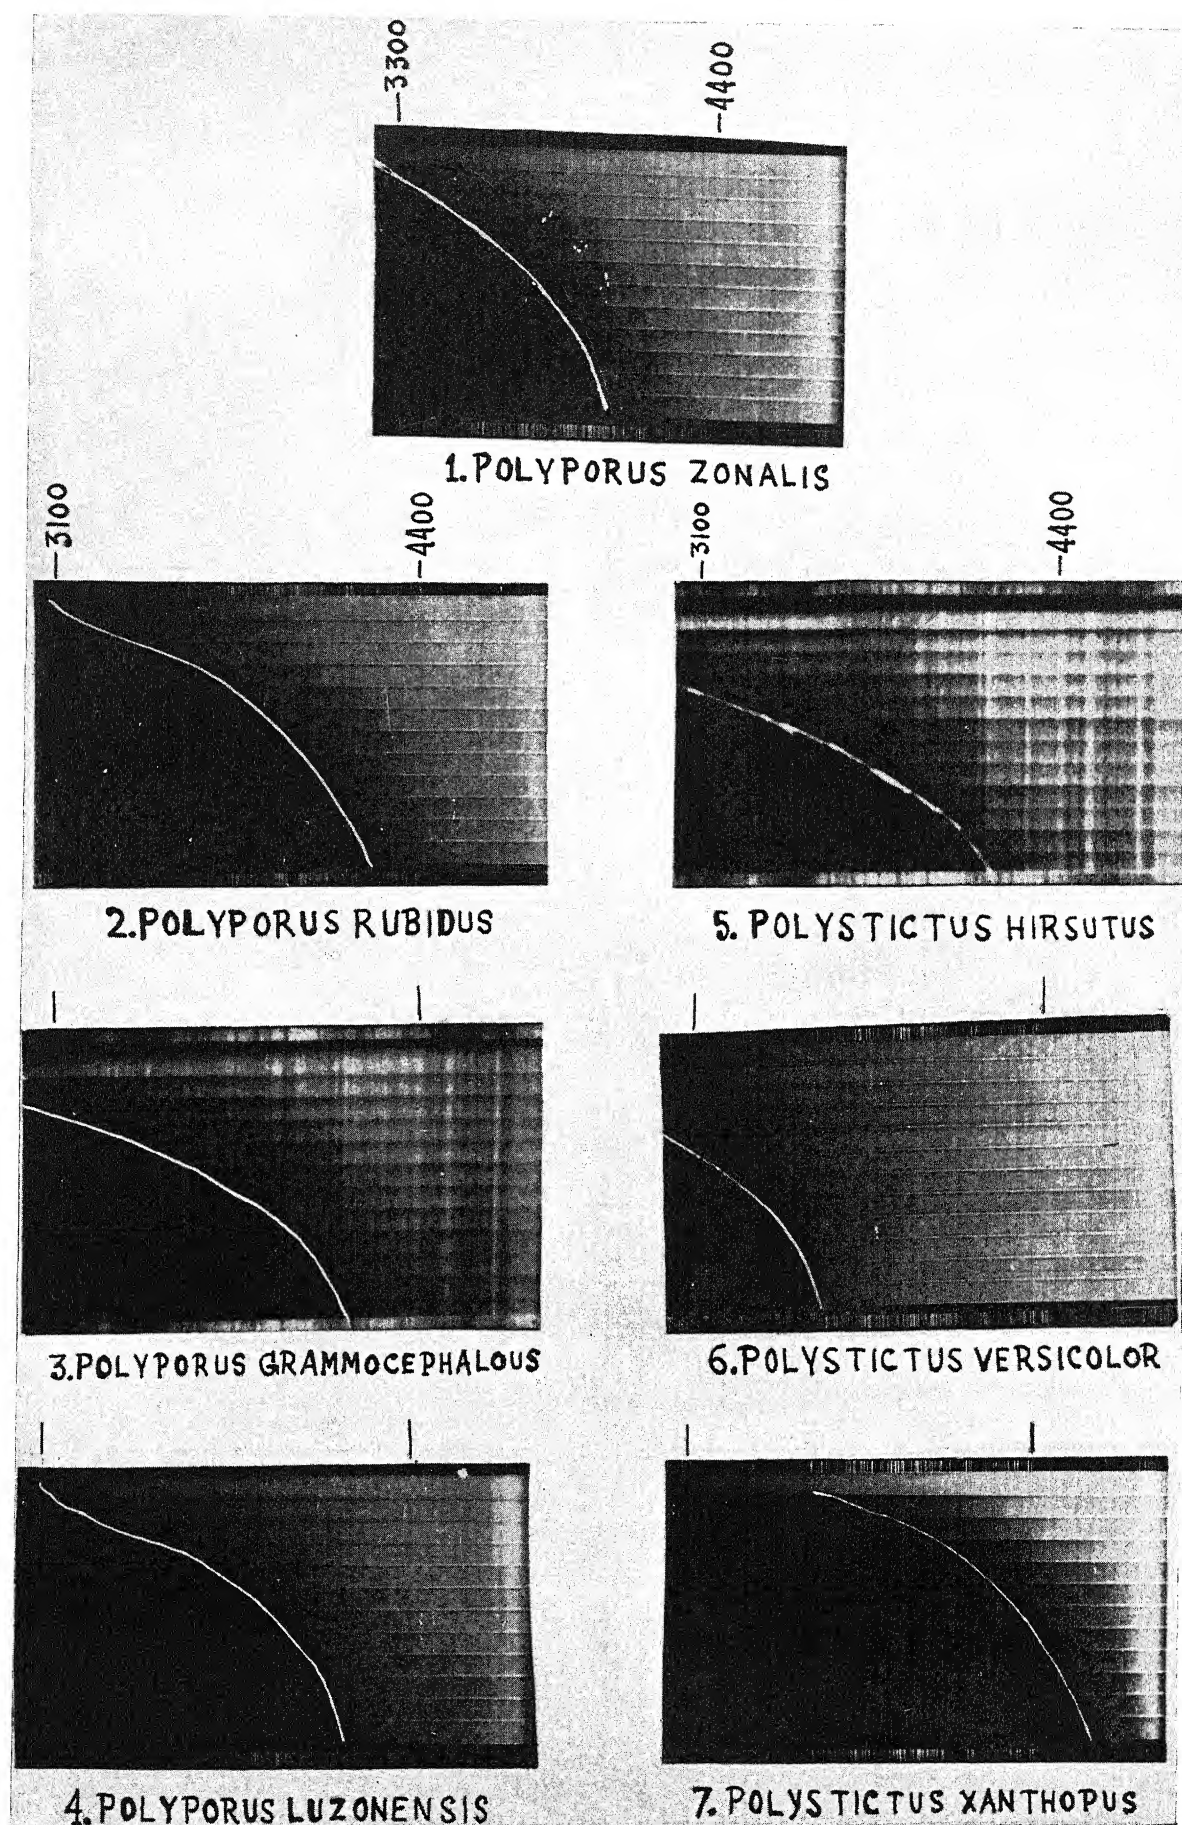 -3300
-4400
1. POLYPORUS ZONALIS
-3100
-4400
2. POLYPORUS RUBIDUS
-3100
-4400
5. POLYSTICTUS HIRSUTUS
3. POLYPORUS GRAMMOCEPHALOUS
6. POLYSTICTUS VERSICOLOR
4. POLYPORUS LUZONENSIS
7. POLYSTICTUS XANTHOPUS